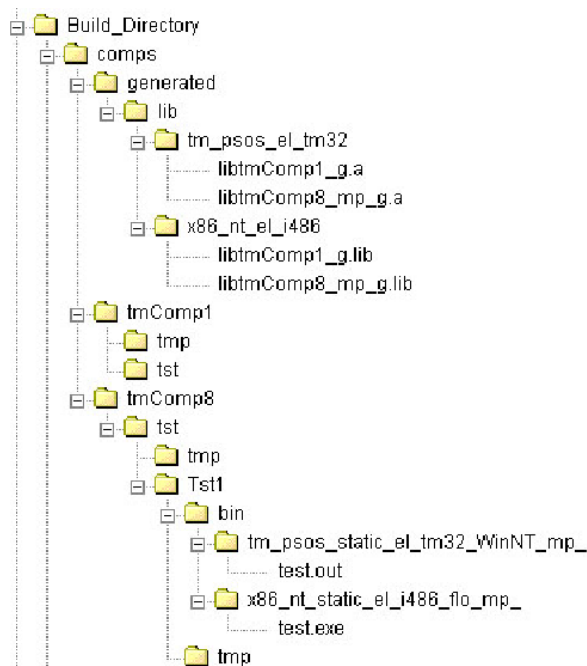 Build_Directory
comps
generated
lib
tm_psos_el_tm32
libtmComp1_g.a
libtmComp8_mp_g.a
x86_nt_el_i486
libtmComp1_g.lib
libtmComp8_mp_g.lib
tmComp1
tmp
tst
tmComp8
tst
tmp
Tst1
bin
tm_psos_static_el_tm32_WinNT_mp_
test.out
x86_nt_static_el_i486_flo_mp_
test.exe
tmp